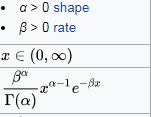 • α > 0 shape
• β > 0 rate
x ∈ (0, ∞)
β^α / Γ(α) x^(α−1) e^(−βx)